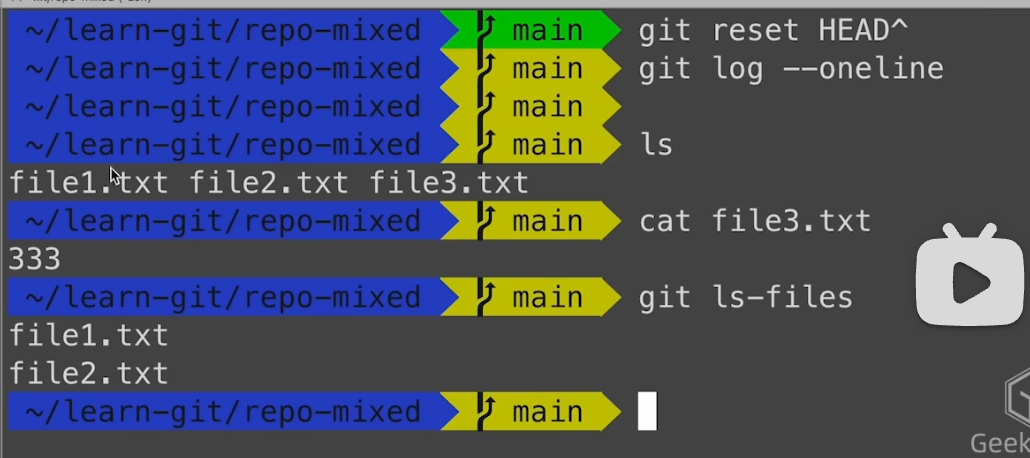 ~/learn-git/repo-mixed main git reset HEAD^
~/learn-git/repo-mixed main git log --oneline
~/learn-git/repo-mixed main
~/learn-git/repo-mixed main ls
file1.txt file2.txt file3.txt
~/learn-git/repo-mixed main cat file3.txt
333
~/learn-git/repo-mixed main git ls-files
file1.txt
file2.txt
~/learn-git/repo-mixed main
Geek